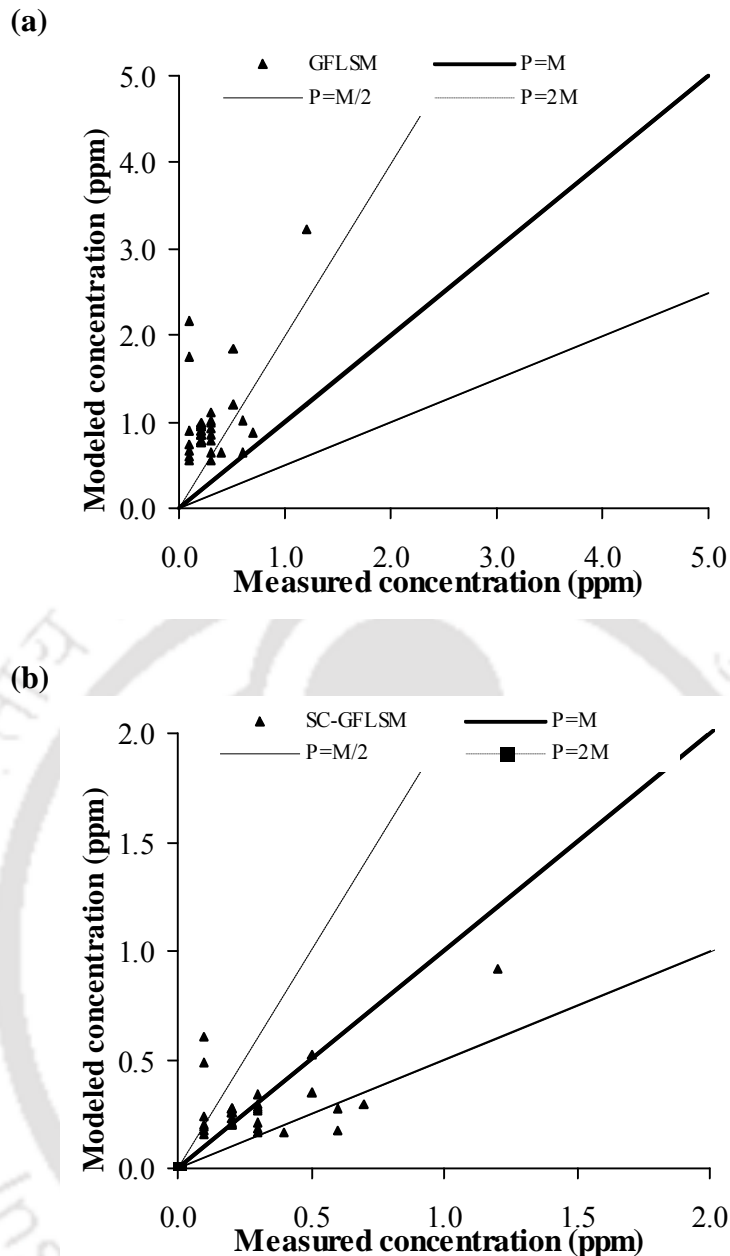 (a)
GFLSM P=M
P=M/2 P=2M
5.0
4.0
3.0
2.0
1.0
0.0
Modeled concentration (ppm)
0.0 1.0 2.0 3.0 4.0 5.0
Measured concentration (ppm)
(b)
SC-GFLSM P=M
P=M/2 P=2M
2.0
1.5
1.0
0.5
0.0
Modeled concentration (ppm)
0.0 0.5 1.0 1.5 2.0
Measured concentration (ppm)